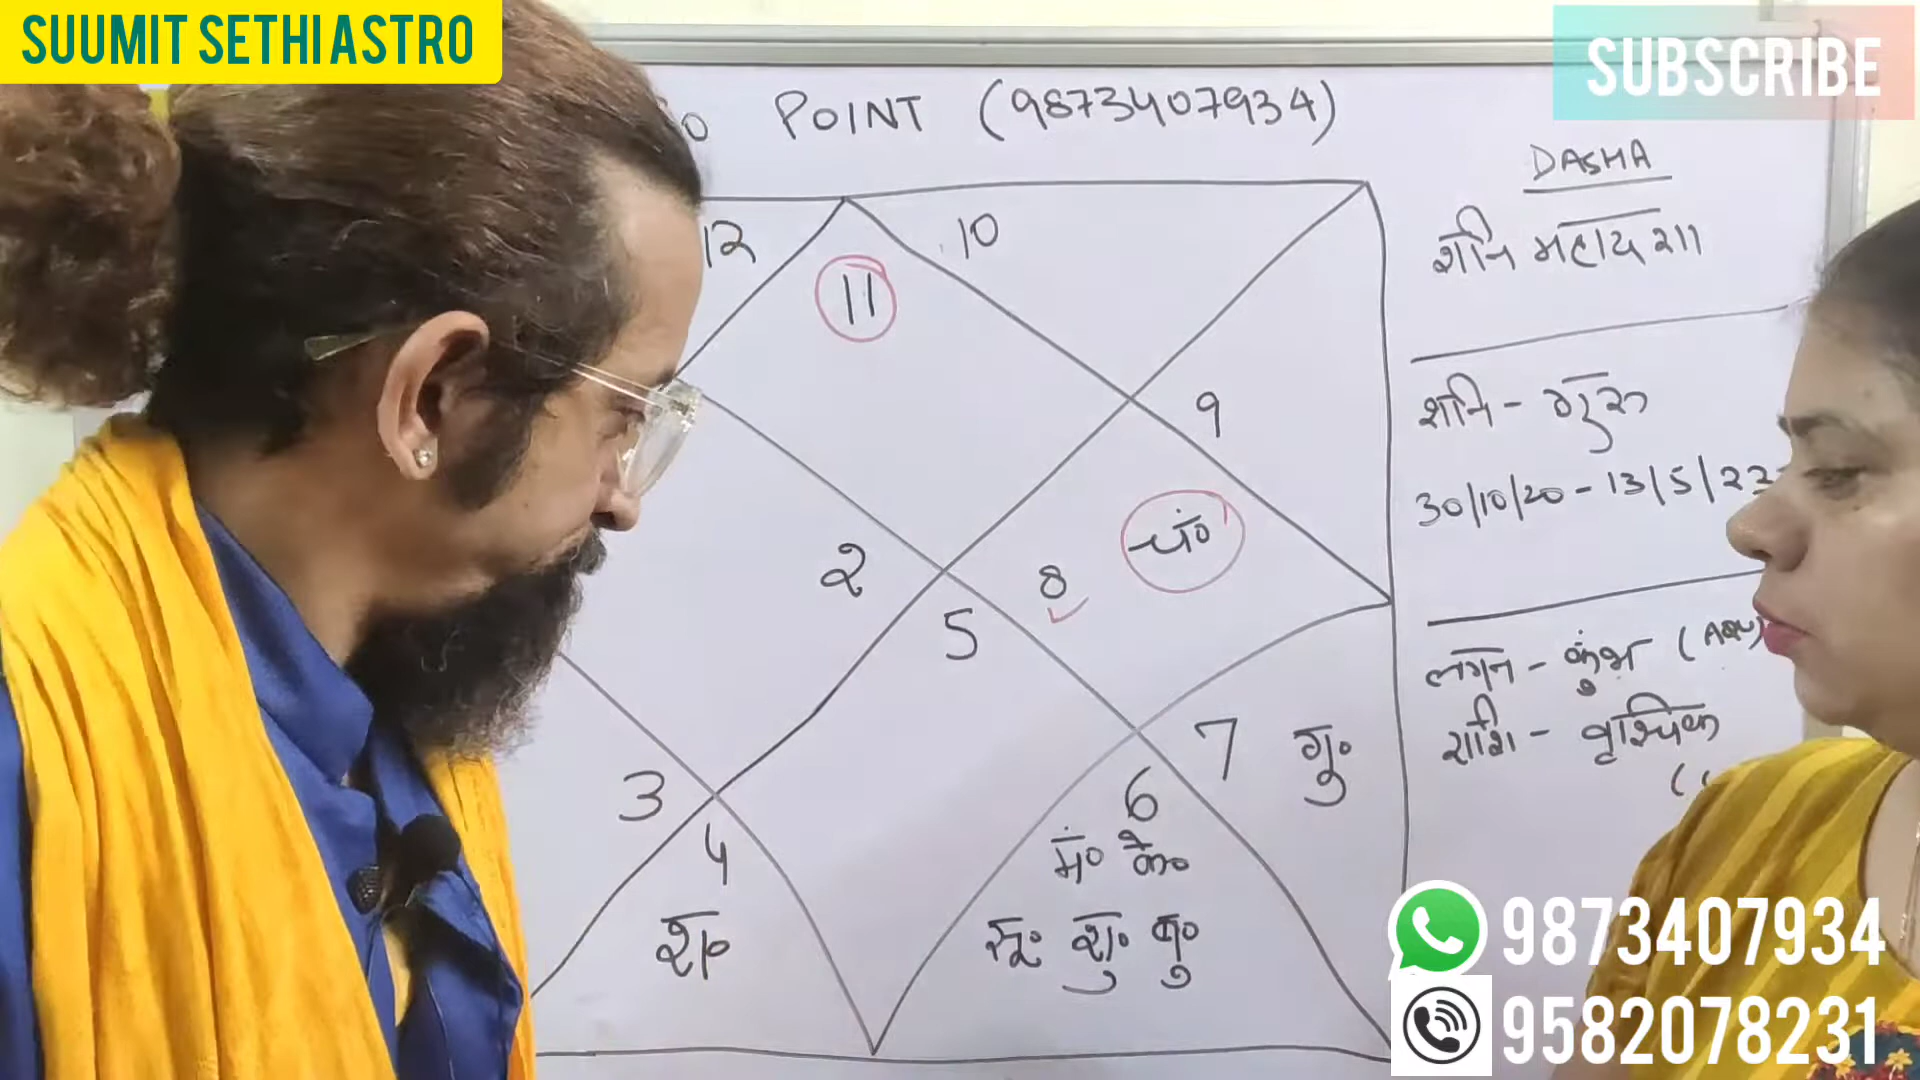 SUUMIT SETHI ASTRO
SUBSCRIBE
POINT (9873407934)
DASHA
शनि महादशा
12
10
11
9
शनि - गुरु
30/10/20 - 13/5/23
चं०
2
8
5
लगन - कुंभ (AQU)
राशि - वृश्चिक
7 गु०
3
6
4
मं० के०
श०
सू० शु० बु०
9873407934
9582078231